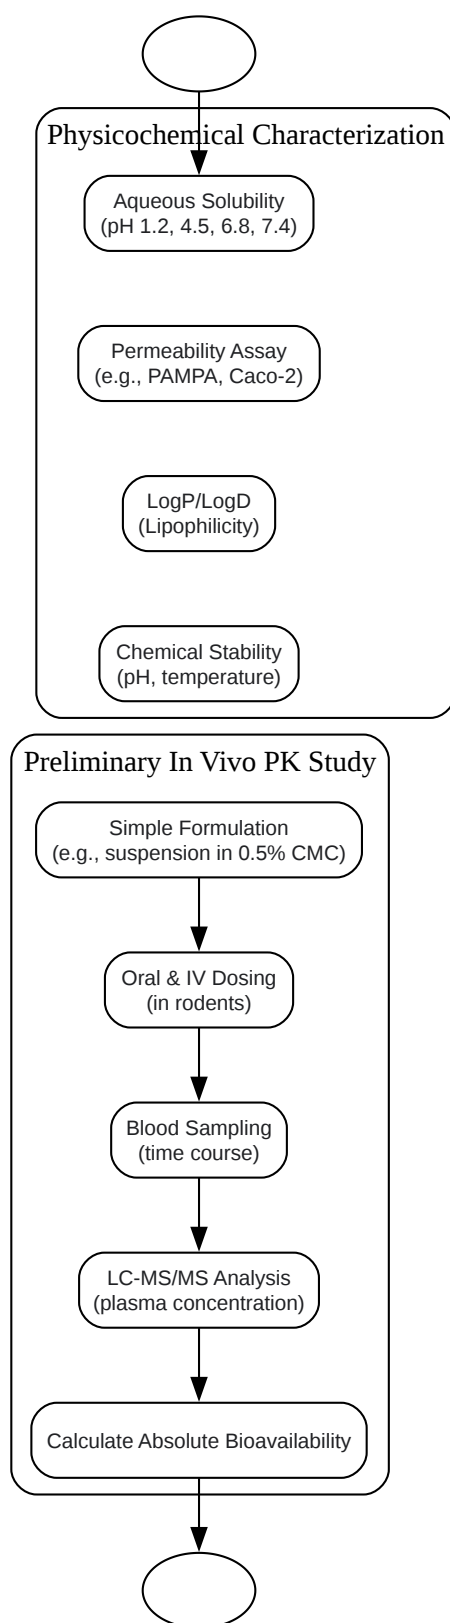 Physicochemical Characterization
Aqueous Solubility
(pH 1.2, 4.5, 6.8, 7.4)
Permeability Assay
(e.g., PAMPA, Caco-2)
LogP/LogD
(Lipophilicity)
Chemical Stability
(pH, temperature)
Preliminary In Vivo PK Study
Simple Formulation
(e.g., suspension in 0.5% CMC)
Oral & IV Dosing
(in rodents)
Blood Sampling
(time course)
LC-MS/MS Analysis
(plasma concentration)
Calculate Absolute Bioavailability